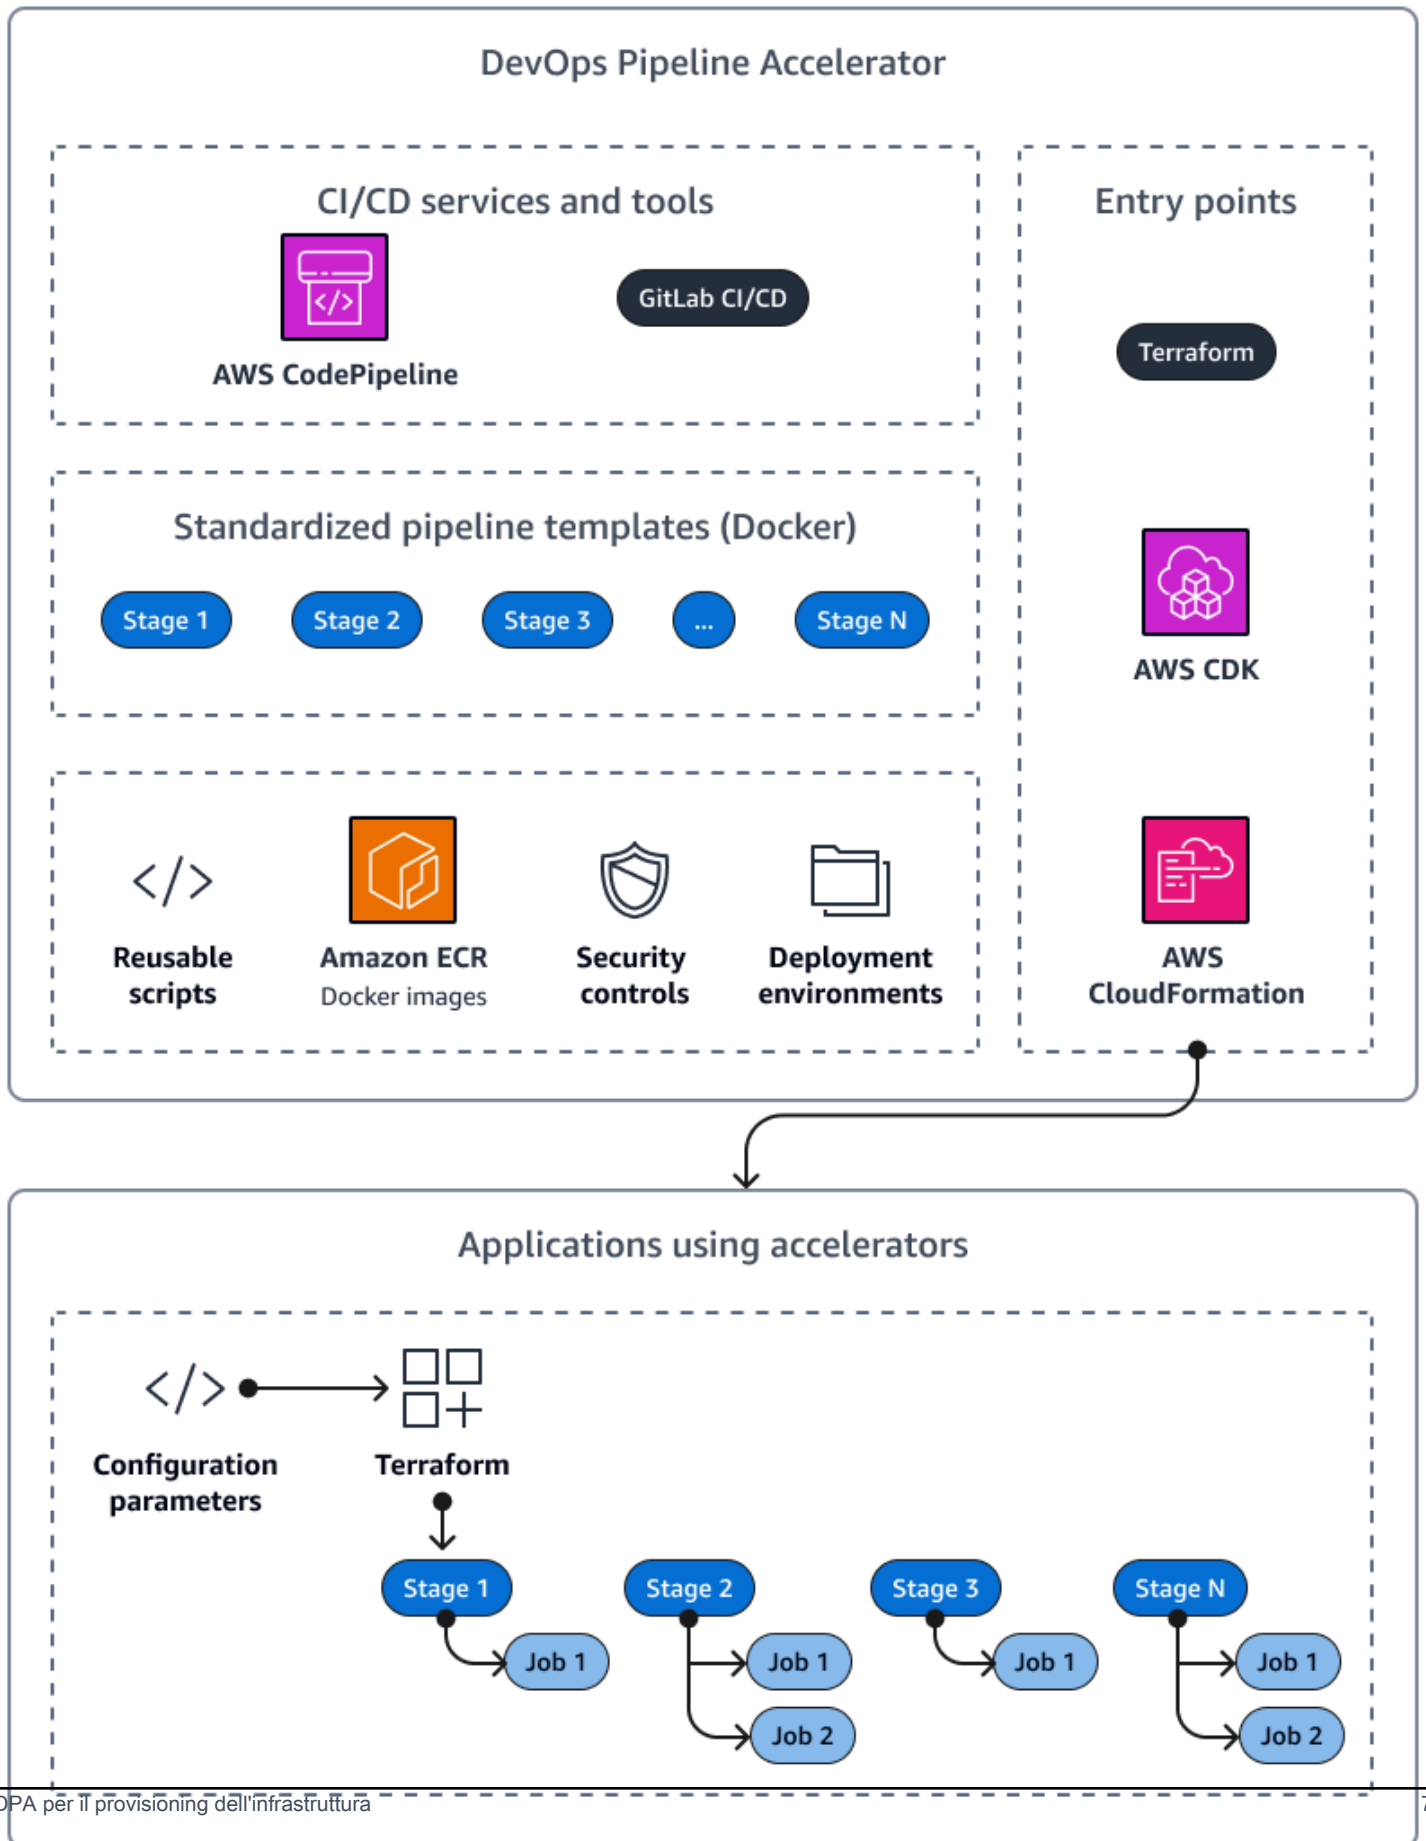 DevOps Pipeline Accelerator
CI/CD services and tools
AWS CodePipeline
GitLab CI/CD
Entry points
Terraform
AWS CDK
AWS
CloudFormation
Standardized pipeline templates (Docker)
Stage 1
Stage 2
Stage 3
...
Stage N
Reusable
scripts
Amazon ECR
Docker images
Security
controls
Deployment
environments
Applications using accelerators
Configuration
parameters
Terraform
Stage 1
Job 1
Stage 2
Job 1
Job 2
Stage 3
Job 1
Stage N
Job 1
Job 2
DPA per il provisioning dell'infrastruttura
7